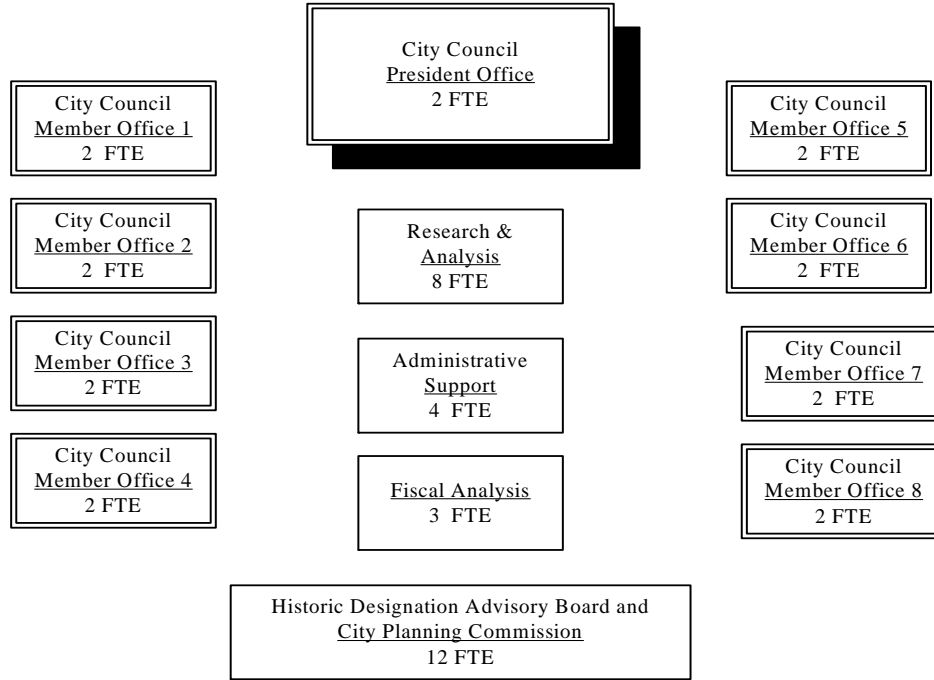 City Council
President Office
2 FTE
City Council
Member Office 1
2 FTE
City Council
Member Office 2
2 FTE
City Council
Member Office 3
2 FTE
City Council
Member Office 4
2 FTE
Research &
Analysis
8 FTE
Administrative
Support
4 FTE
Fiscal Analysis
3 FTE
City Council
Member Office 5
2 FTE
City Council
Member Office 6
2 FTE
City Council
Member Office 7
2 FTE
City Council
Member Office 8
2 FTE
Historic Designation Advisory Board and
City Planning Commission
12 FTE